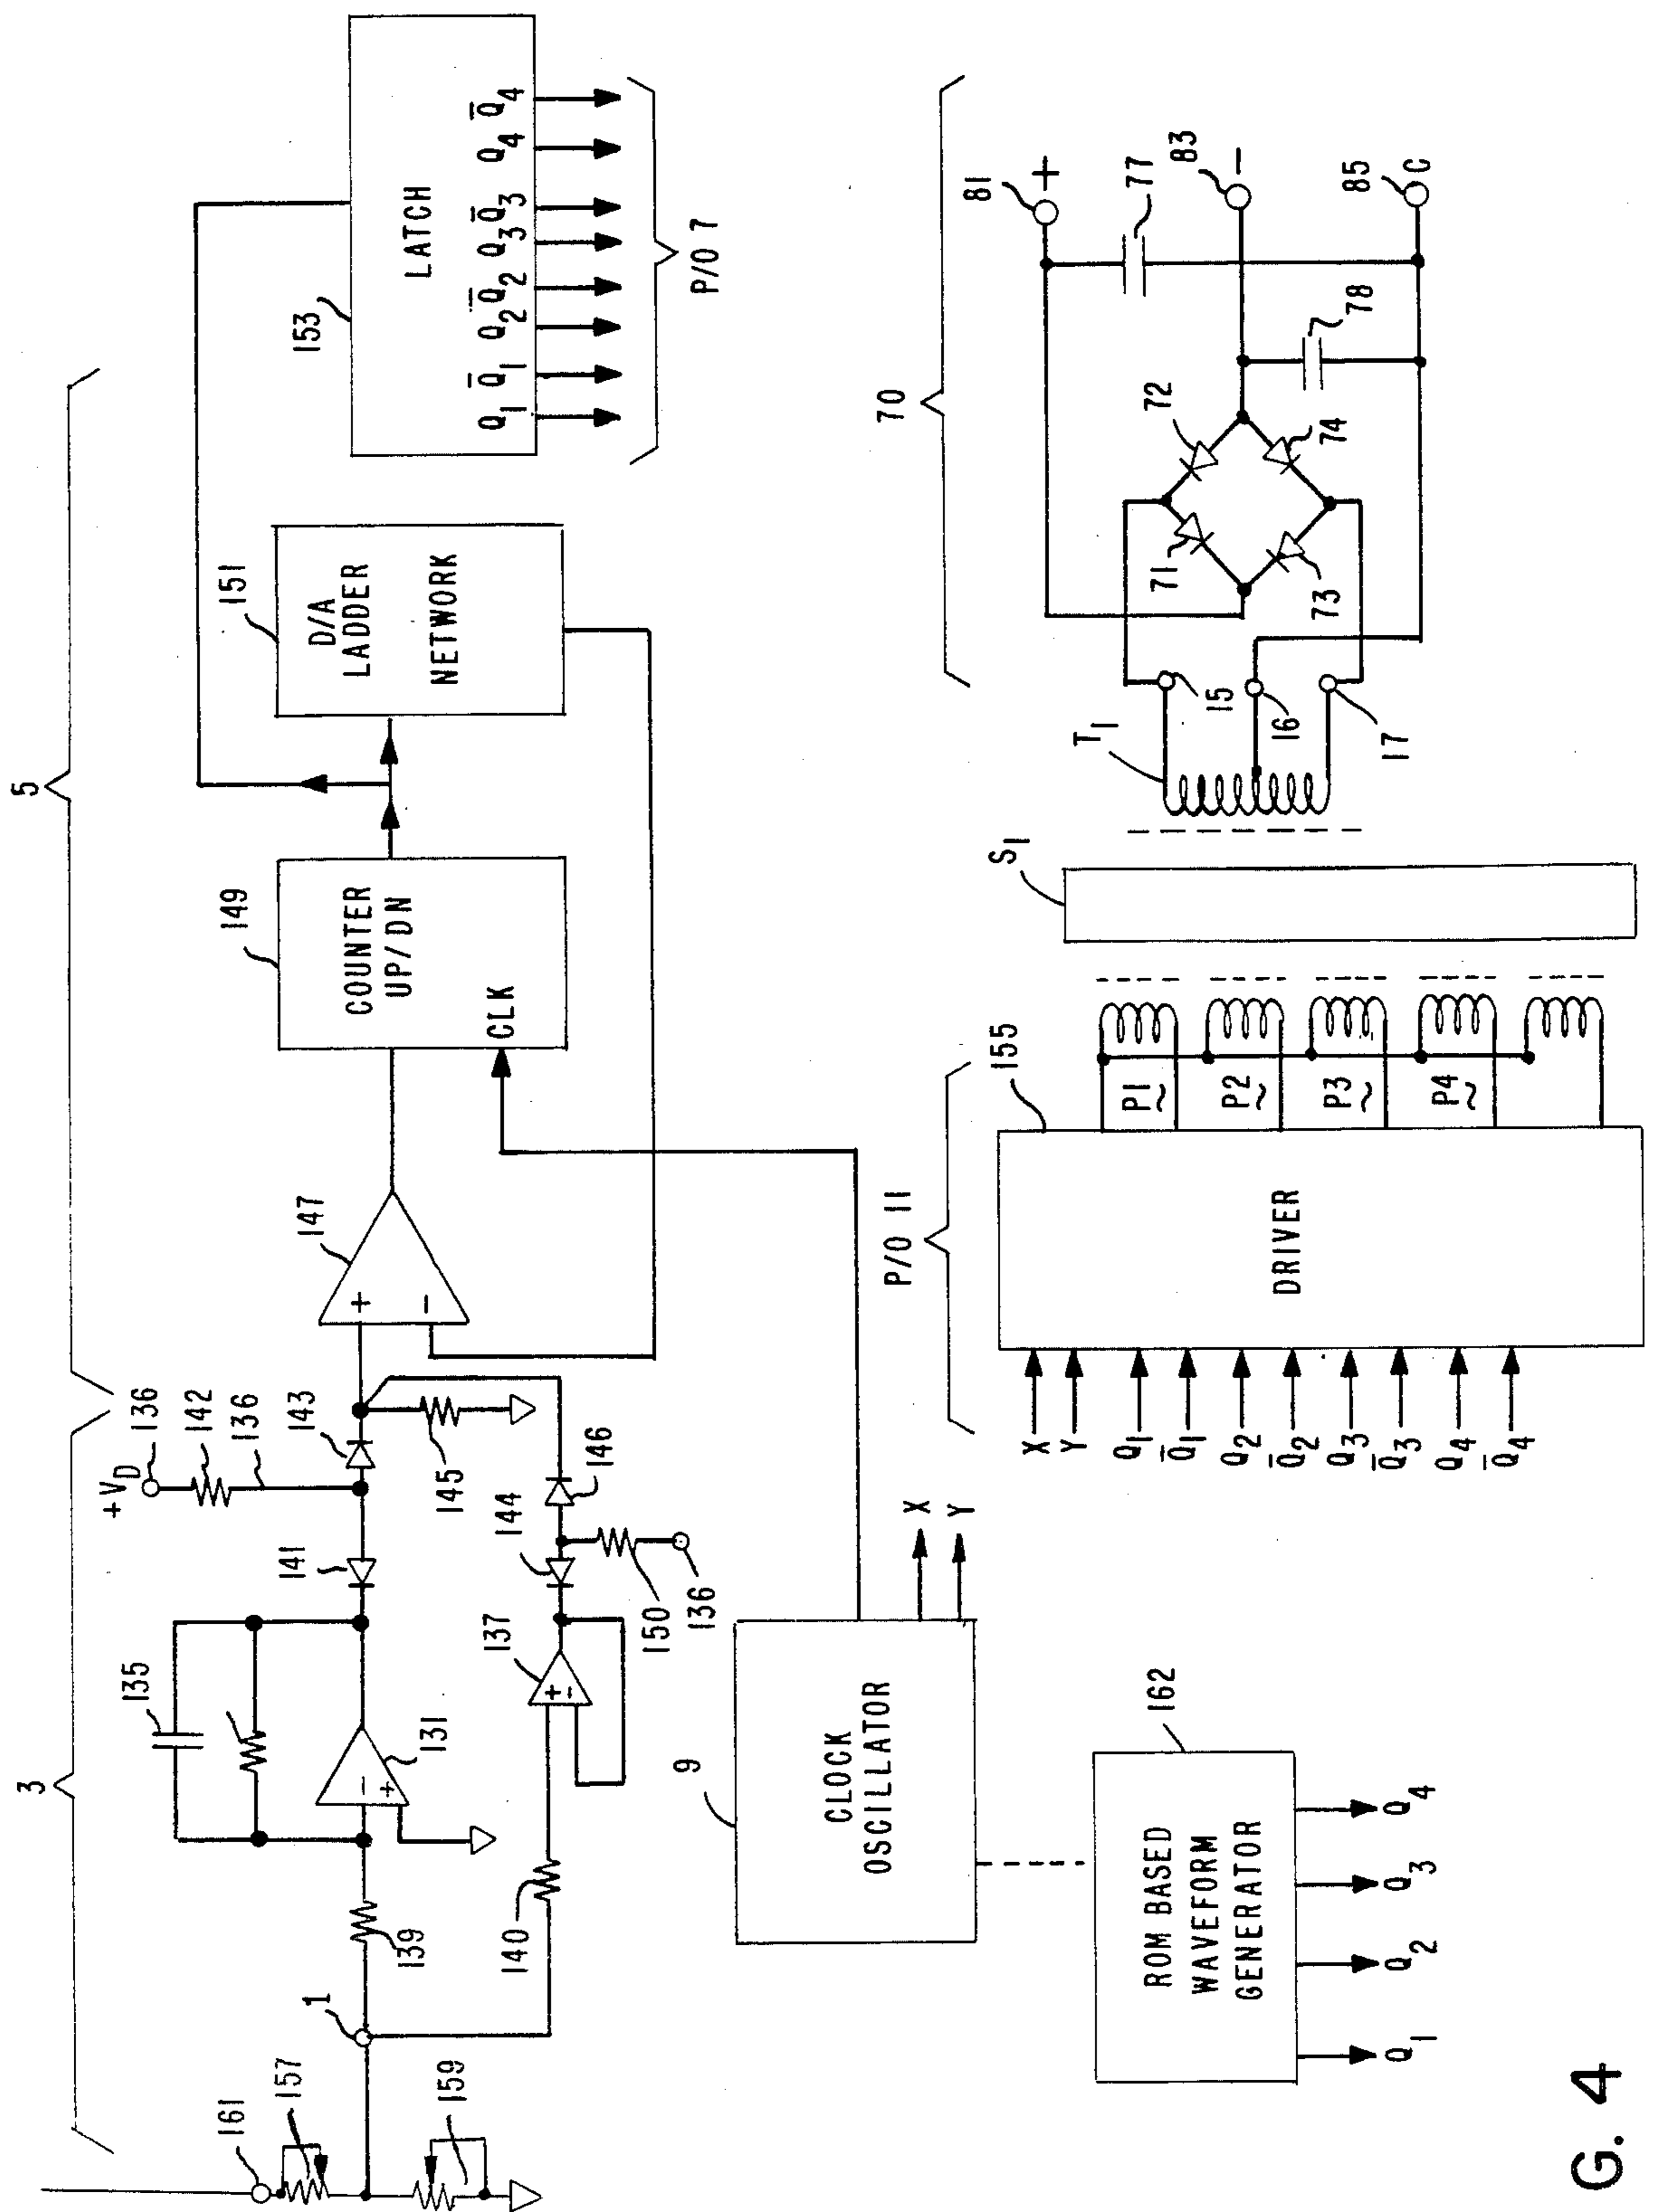 3
5
161
157
159
1
139
140
135
131
137
141
144
+VD
136
142
136
143
145
146
150
136
−
+
+
−
147
+
−
149
COUNTER
UP/DN
CLK
151
D/A
LADDER
NETWORK
153
LATCH
Q1 Q̄1 Q2 Q̄2 Q3 Q̄3 Q4 Q̄4
P/O 7
9
CLOCK
OSCILLATOR
X
Y
162
ROM BASED
WAVEFORM
GENERATOR
Q1 Q2 Q3 Q4
P/O 11
155
X
Y
Q1
Q̄1
Q2
Q̄2
Q3
Q̄3
Q4
Q̄4
DRIVER
P1
P2
P3
P4
S1
T1
15
16
17
70
71
72
73
74
77
78
81 +
83 −
85 C
G. 4